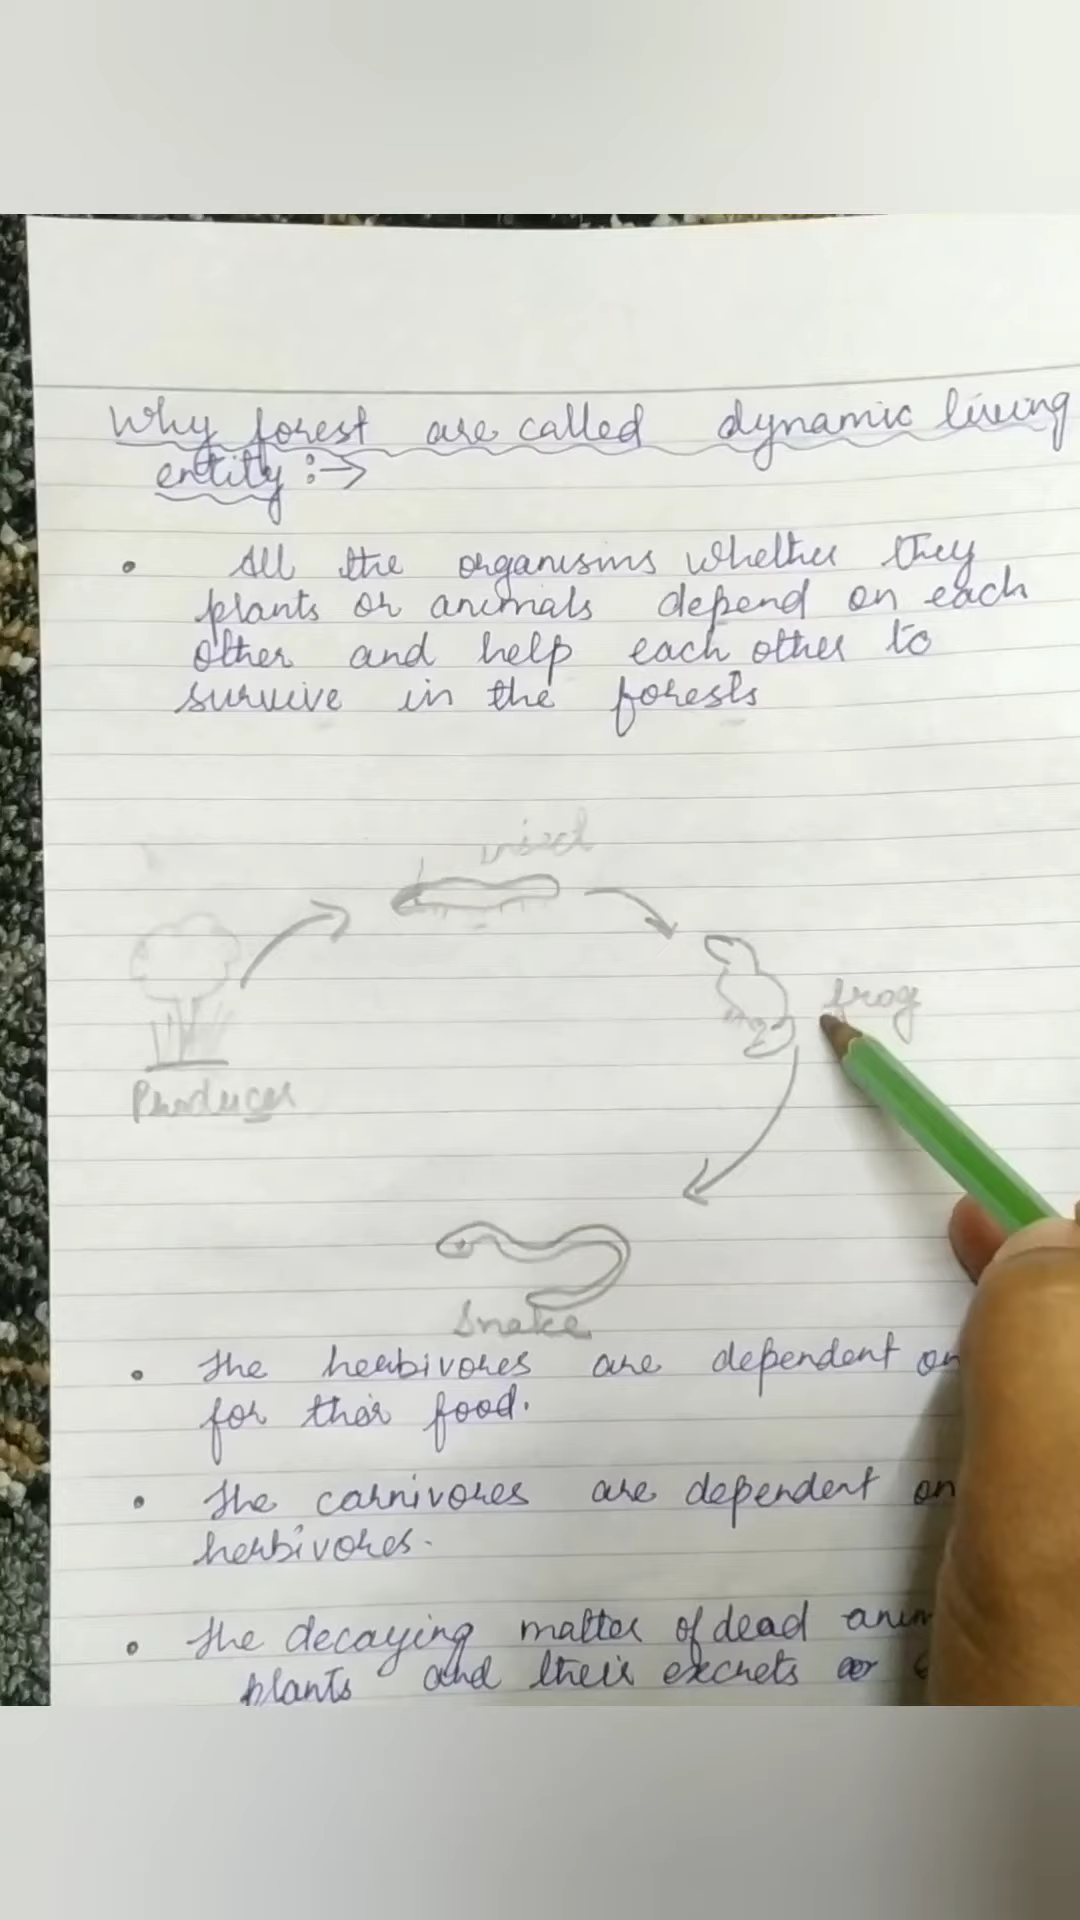 Why forest are called dynamic living
entity :→
• All the organisms whether they
plants or animals depend on each
other and help each other to
survive in the forests
insect
frog
Producer
Snake
• The herbivores are dependent on
for their food.
• The carnivores are dependent on
herbivores.
• The decaying matter of dead
plants and their excrets or